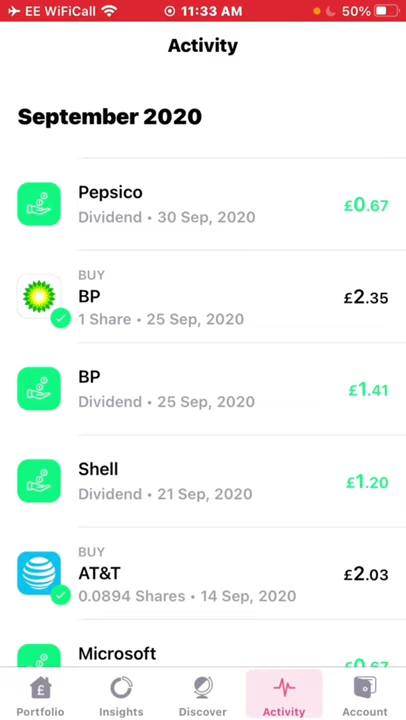 EE WiFiCall 11:33 AM 50%
Activity
September 2020
Pepsico £0.67
Dividend • 30 Sep, 2020
BUY
BP £2.35
1 Share • 25 Sep, 2020
BP £1.41
Dividend • 25 Sep, 2020
Shell £1.20
Dividend • 21 Sep, 2020
BUY
AT&T £2.03
0.0894 Shares • 14 Sep, 2020
Microsoft £0.67
£
Portfolio Insights Discover Activity Account